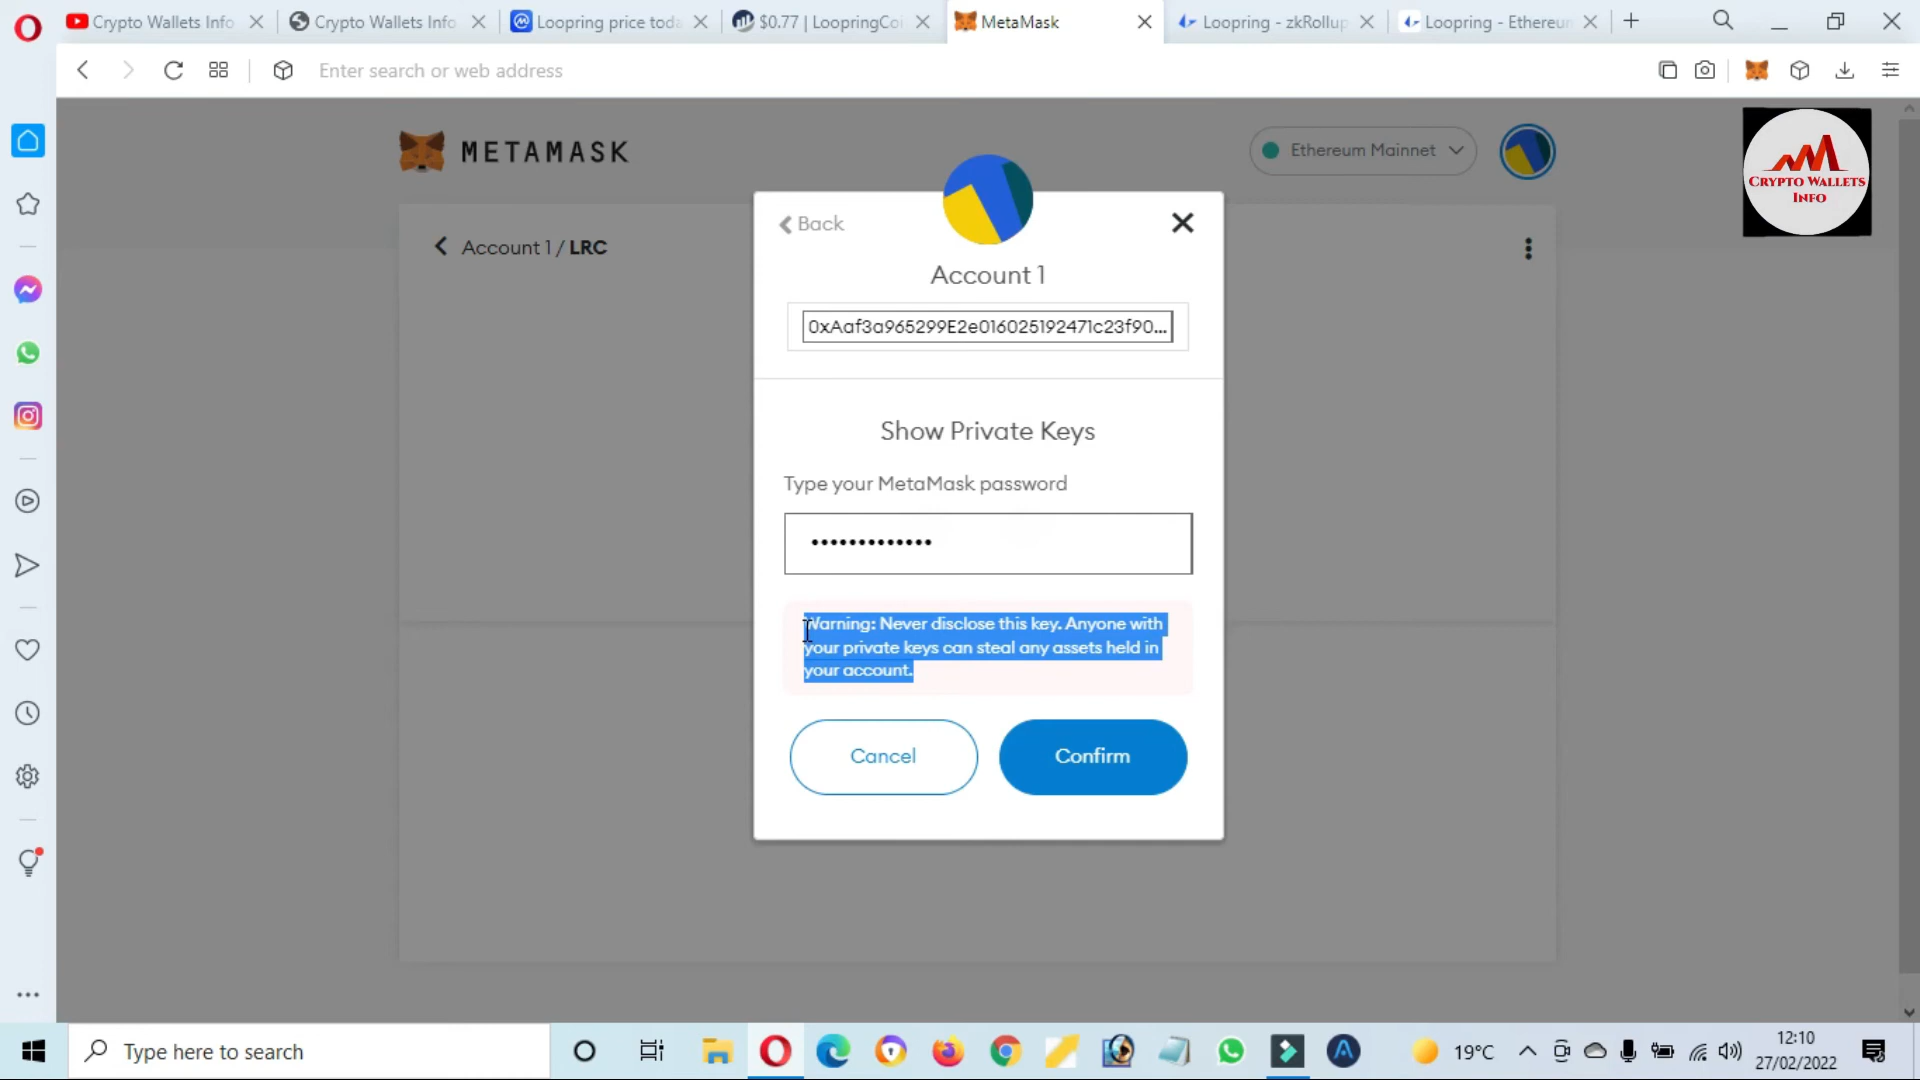 Crypto Wallets Info
Crypto Wallets Info
Loopring price toda
$0.77 | LoopringCoi
MetaMask
Loopring - zkRollup
Loopring - Ethereun
Enter search or web address
METAMASK
Ethereum Mainnet
CRYPTO WALLETS
INFO
Back
Account 1 / LRC
Account 1
0xAaf3a965299E2e016025192471c23f90...
Show Private Keys
Type your MetaMask password
•••••••••••••
Warning: Never disclose this key. Anyone with
your private keys can steal any assets held in
your account.
Cancel
Confirm
Type here to search
19°C
12:10
27/02/2022